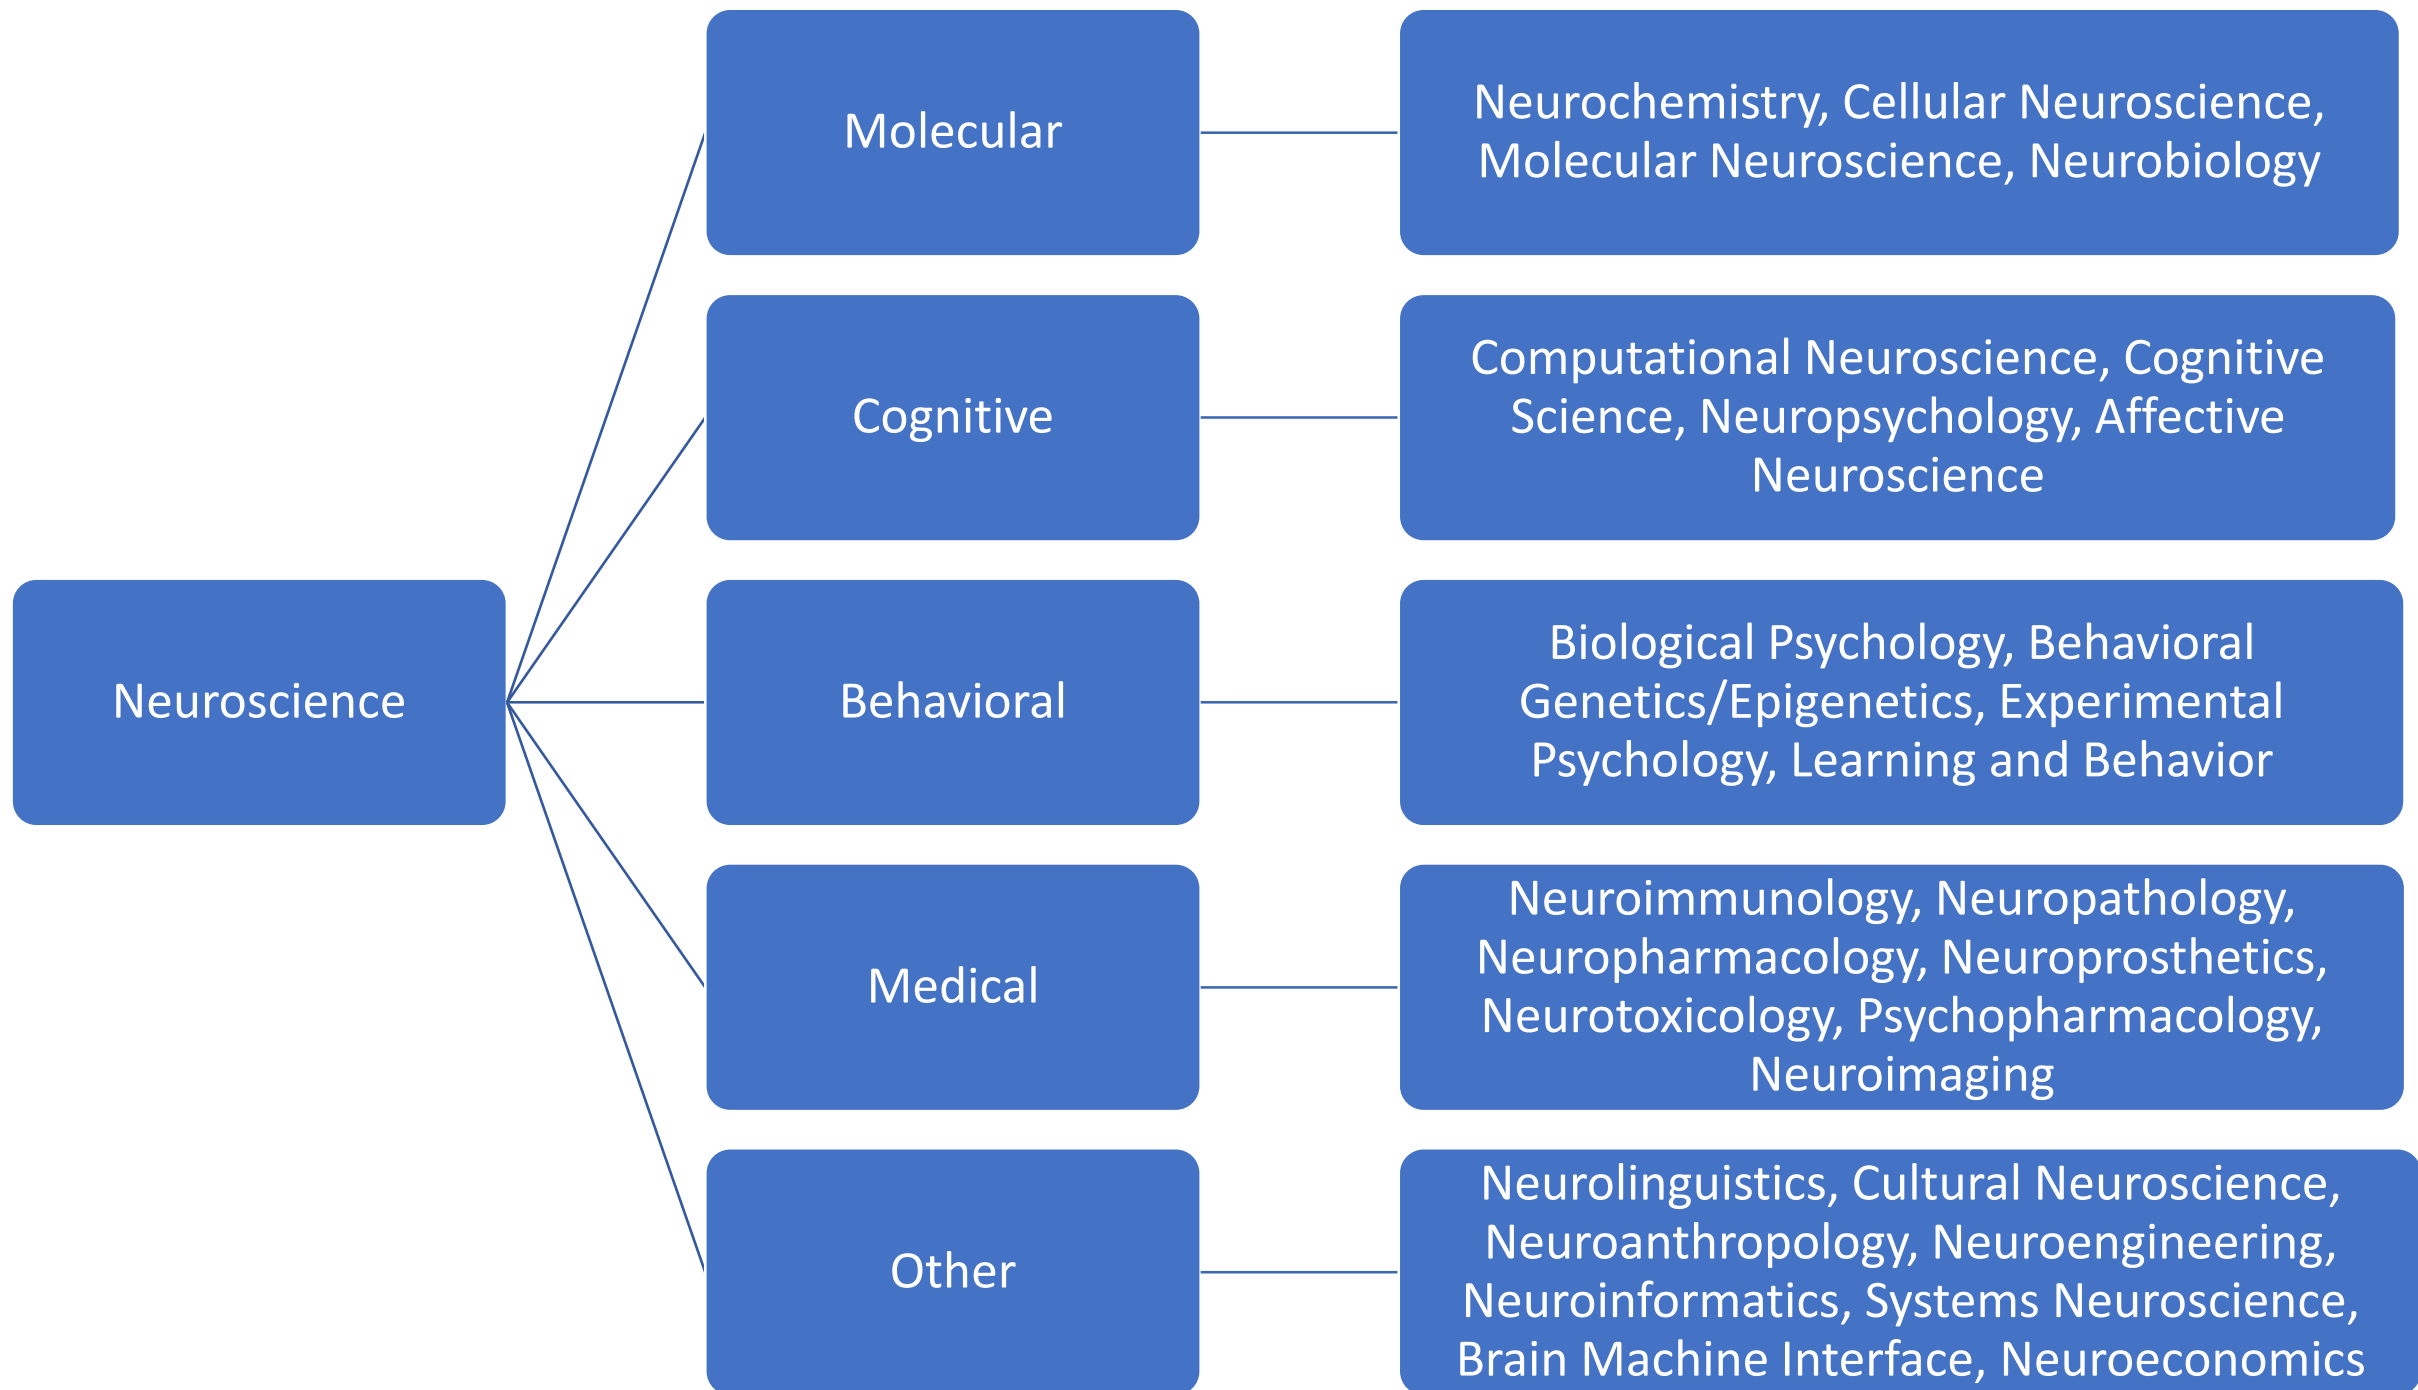 Neuroscience
Molecular
Neurochemistry, Cellular Neuroscience,
Molecular Neuroscience, Neurobiology
Cognitive
Computational Neuroscience, Cognitive
Science, Neuropsychology, Affective
Neuroscience
Behavioral
Biological Psychology, Behavioral
Genetics/Epigenetics, Experimental
Psychology, Learning and Behavior
Medical
Neuroimmunology, Neuropathology,
Neuropharmacology, Neuroprosthetics,
Neurotoxicology, Psychopharmacology,
Neuroimaging
Other
Neurolinguistics, Cultural Neuroscience,
Neuroanthropology, Neuroengineering,
Neuroinformatics, Systems Neuroscience,
Brain Machine Interface, Neuroeconomics